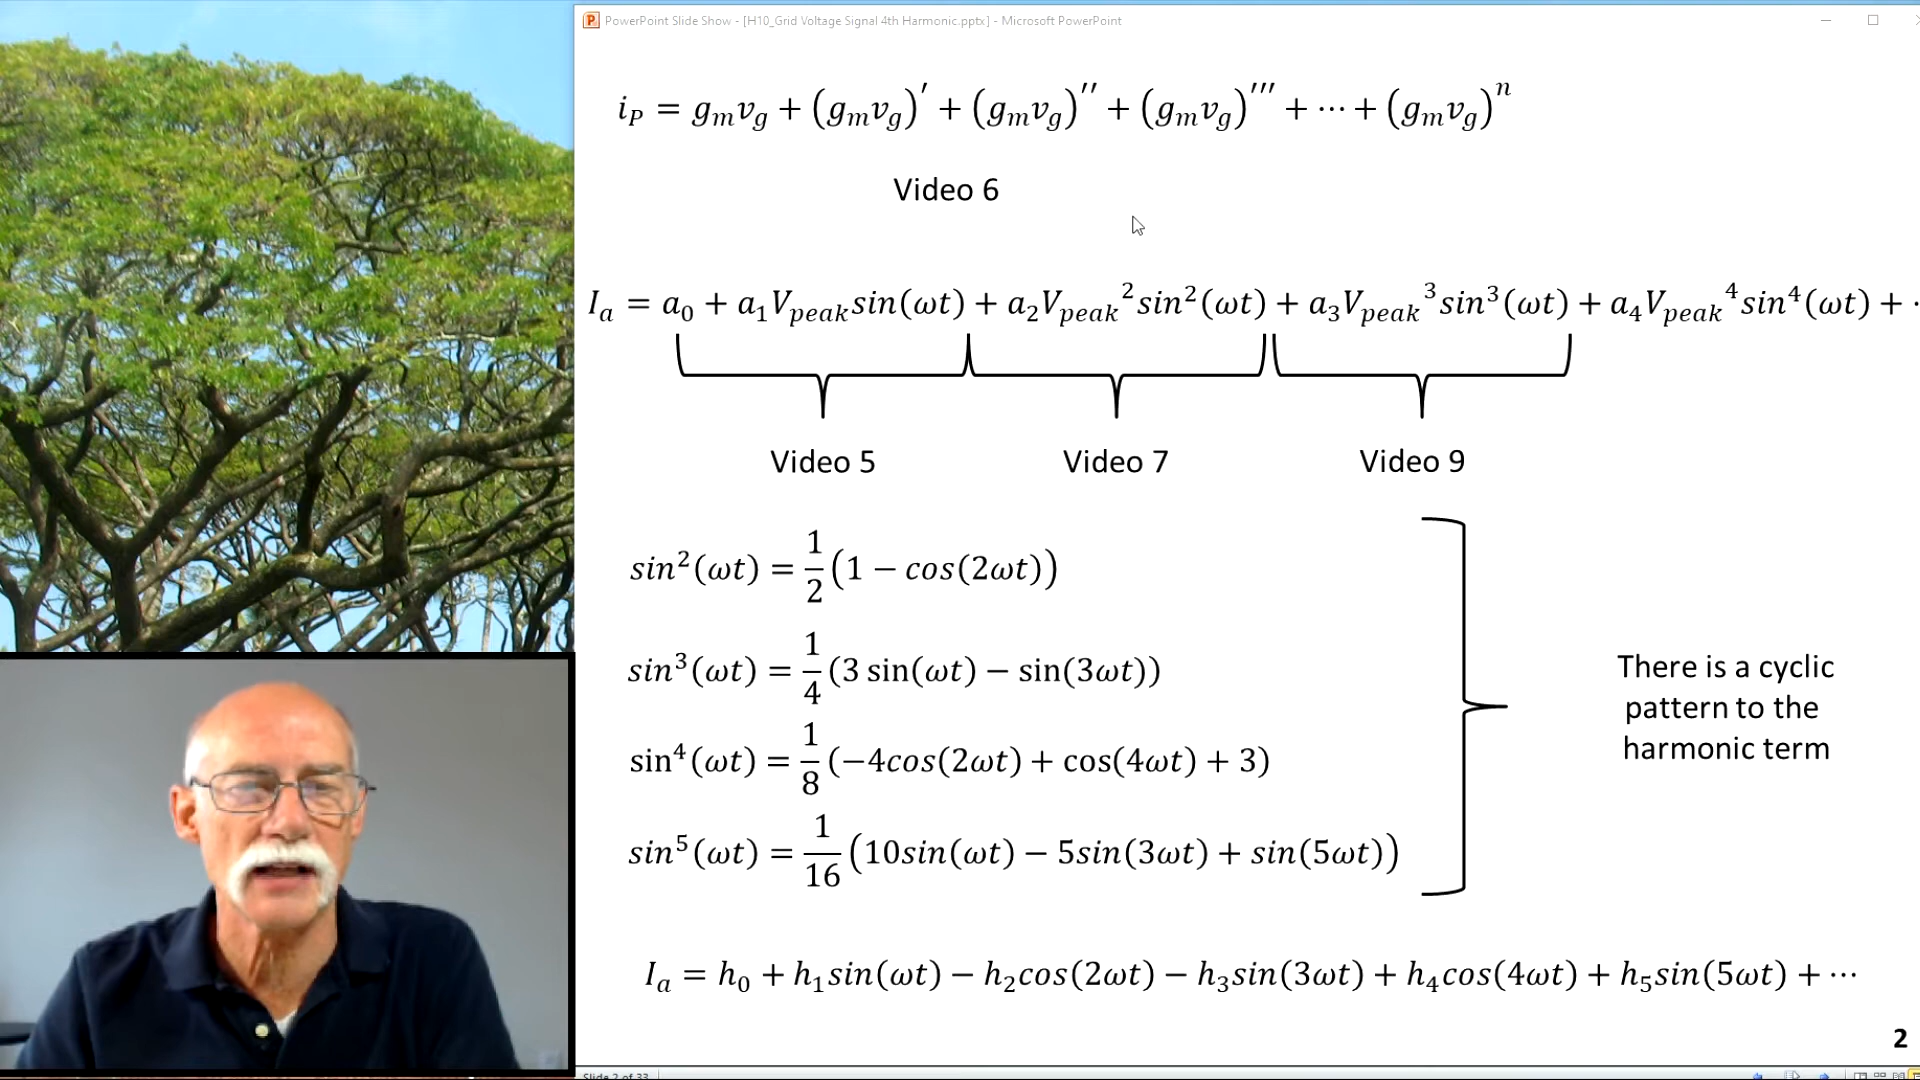 PowerPoint Slide Show - [H10_Grid Voltage Signal 4th Harmonic.pptx] - Microsoft PowerPoint
i_P = g_m v_g + (g_m v_g)′ + (g_m v_g)′′ + (g_m v_g)′′′ + ⋯ + (g_m v_g)^n
Video 6
I_a = a_0 + a_1 V_peak sin(ωt) + a_2 V_peak^2 sin^2(ωt) + a_3 V_peak^3 sin^3(ωt) + a_4 V_peak^4 sin^4(ωt) + ·
Video 5 Video 7 Video 9
sin^2(ωt) = 1/2 (1 − cos(2ωt))
sin^3(ωt) = 1/4 (3 sin(ωt) − sin(3ωt))
sin^4(ωt) = 1/8 (−4cos(2ωt) + cos(4ωt) + 3)
sin^5(ωt) = 1/16 (10sin(ωt) − 5sin(3ωt) + sin(5ωt))
There is a cyclic
pattern to the
harmonic term
I_a = h_0 + h_1 sin(ωt) − h_2 cos(2ωt) − h_3 sin(3ωt) + h_4 cos(4ωt) + h_5 sin(5ωt) + ⋯
2
Slide 2 of 33